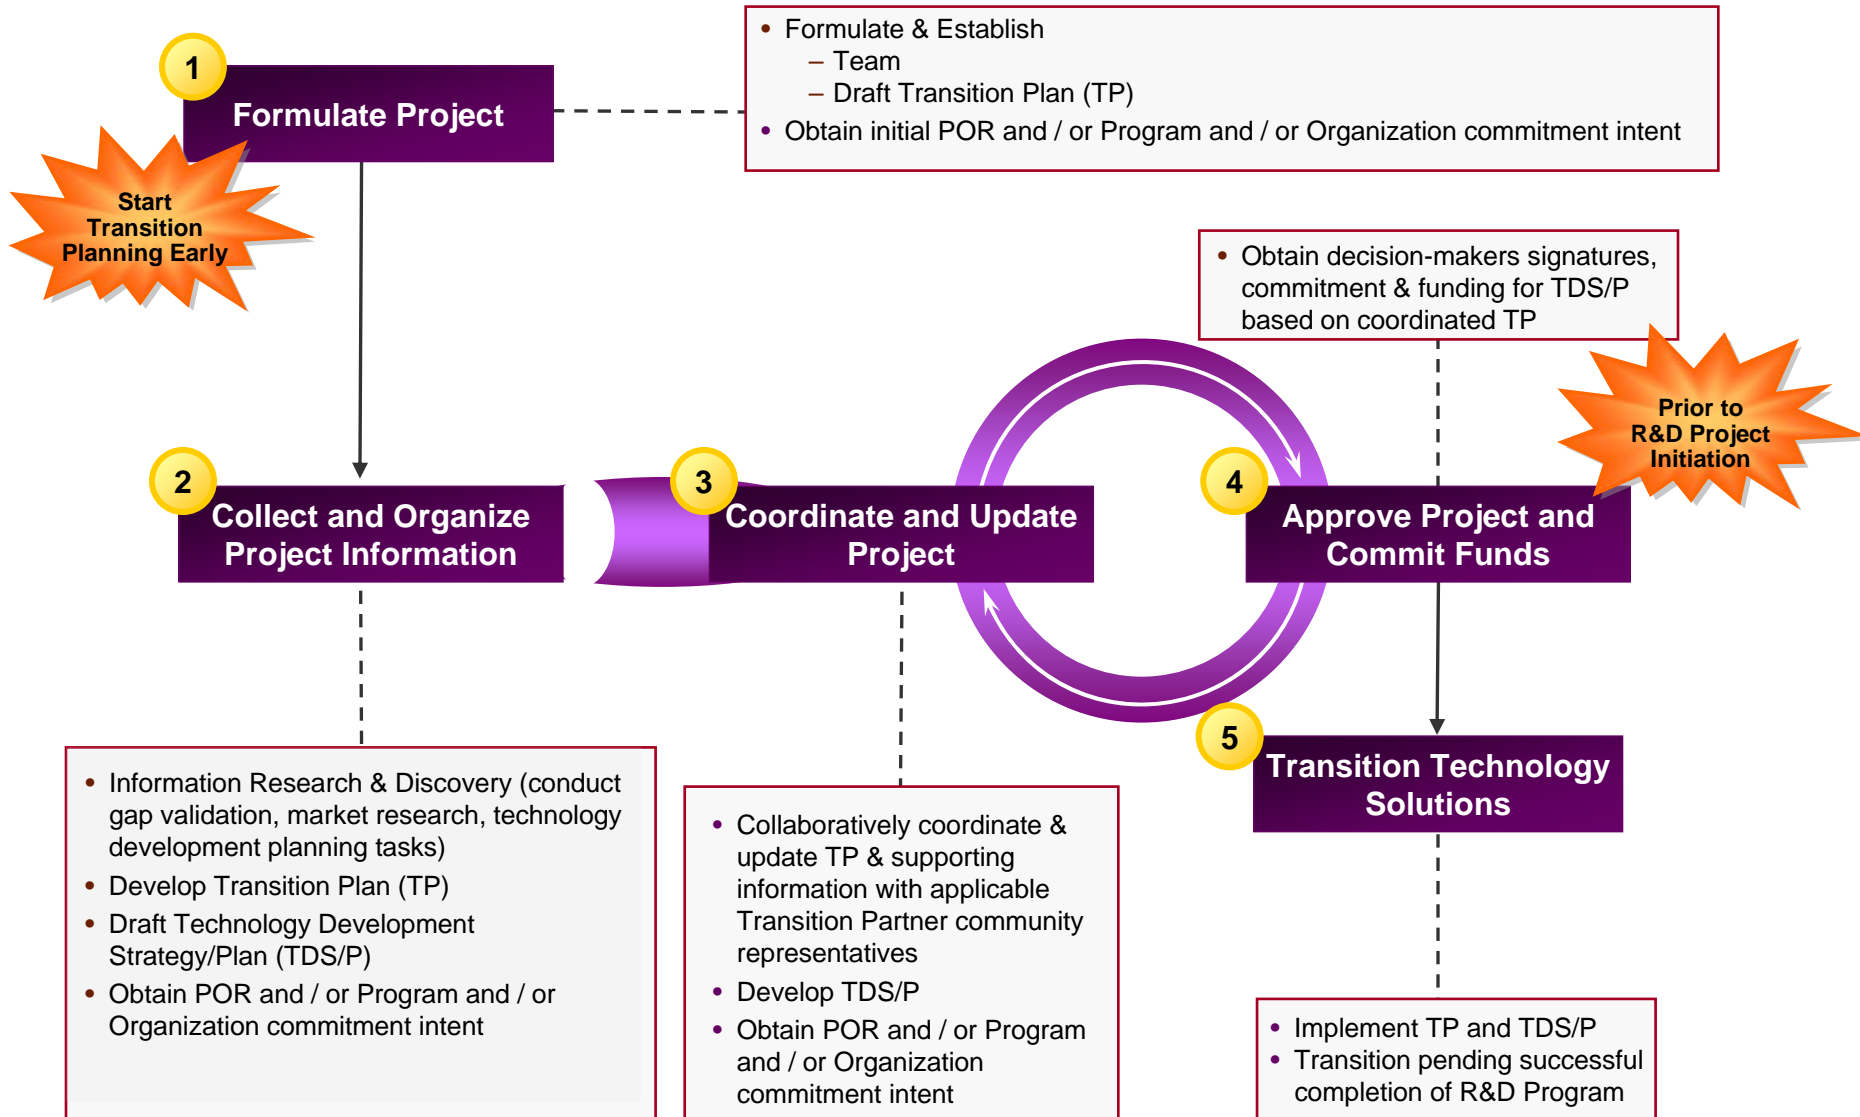 1
Formulate Project
• Formulate & Establish
– Team
– Draft Transition Plan (TP)
• Obtain initial POR and / or Program and / or Organization commitment intent
Start
Transition
Planning Early
• Obtain decision-makers signatures,
commitment & funding for TDS/P
based on coordinated TP
Prior to
R&D Project
Initiation
2
Collect and Organize
Project Information
3
Coordinate and Update
Project
4
Approve Project and
Commit Funds
5
Transition Technology
Solutions
• Information Research & Discovery (conduct
gap validation, market research, technology
development planning tasks)
• Develop Transition Plan (TP)
• Draft Technology Development
Strategy/Plan (TDS/P)
• Obtain POR and / or Program and / or
Organization commitment intent
• Collaboratively coordinate &
update TP & supporting
information with applicable
Transition Partner community
representatives
• Develop TDS/P
• Obtain POR and / or Program
and / or Organization
commitment intent
• Implement TP and TDS/P
• Transition pending successful
completion of R&D Program